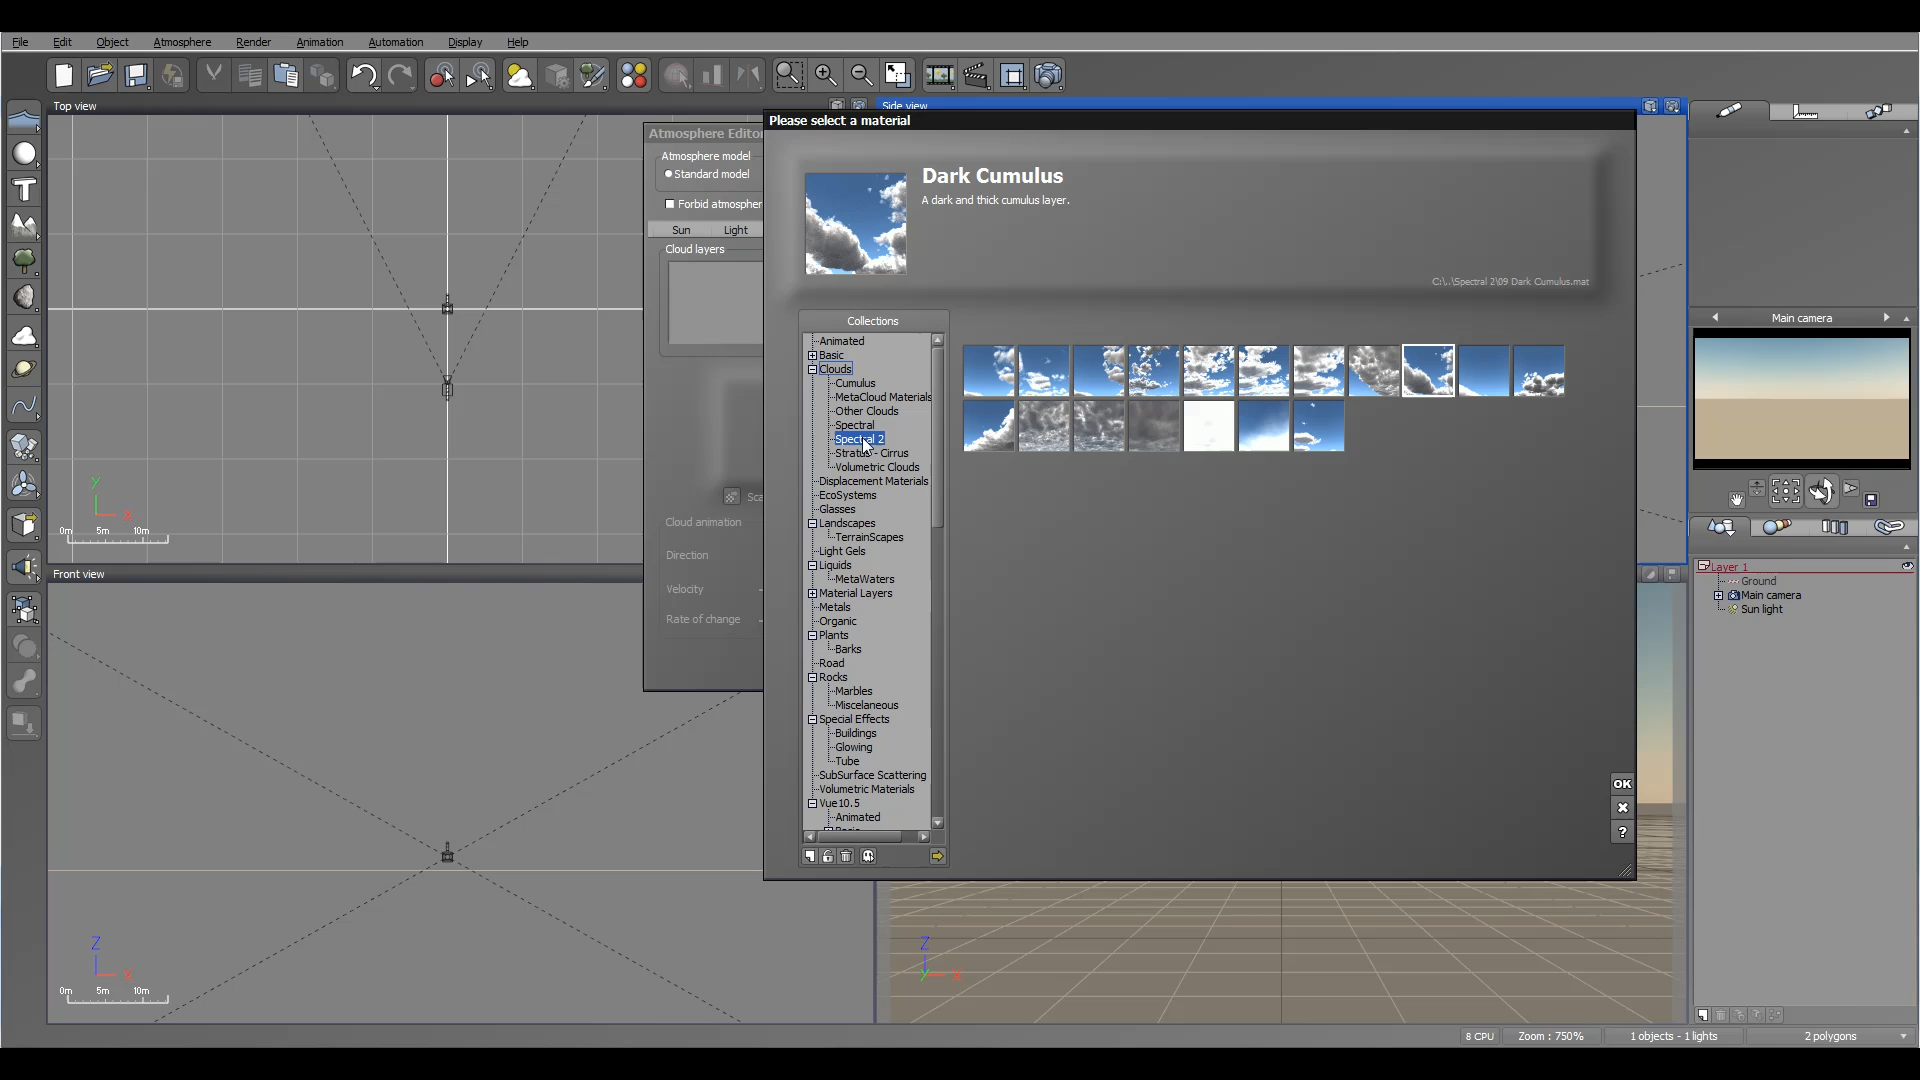 File Edit Object Atmosphere Render Animation Automation Display Help
Top view
Side view
Atmosphere Editor
Atmosphere model
Standard model
Forbid atmospher
Sun Light
Cloud layers
Cloud animation
Direction
Velocity
Rate of change
Please select a material
Dark Cumulus
A dark and thick cumulus layer.
C:\..\Spectral 2\09 Dark Cumulus.mat
Collections
Animated
Basic
Clouds
Cumulus
MetaCloud Materials
Other Clouds
Spectral
Spectral 2
Stratus - Cirrus
Volumetric Clouds
Displacement Materials
EcoSystems
Glasses
Landscapes
TerrainScapes
Light Gels
Liquids
MetaWaters
Material Layers
Metals
Organic
Plants
Barks
Road
Rocks
Marbles
Miscelaneous
Special Effects
Buildings
Glowing
Tube
SubSurface Scattering
Volumetric Materials
Vue10.5
Animated
OK
?
Main camera
Layer 1
Ground
Main camera
Sun light
Y
X
0m 5m 10m
Front view
Z
X
0m 5m 10m
Z
Y X
8 CPU Zoom : 750% 1 objects - 1 lights 2 polygons